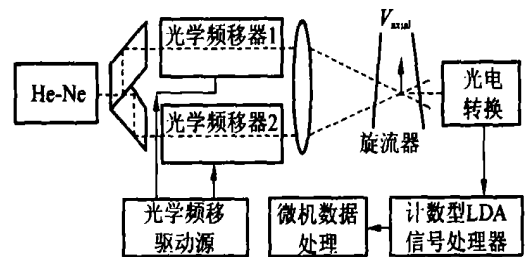 光学频移器1
V axial
He-Ne
光电
转换
光学频移器2
旋流器
光学频移
驱动源
微机数据
处理
计数型LDA
信号处理器